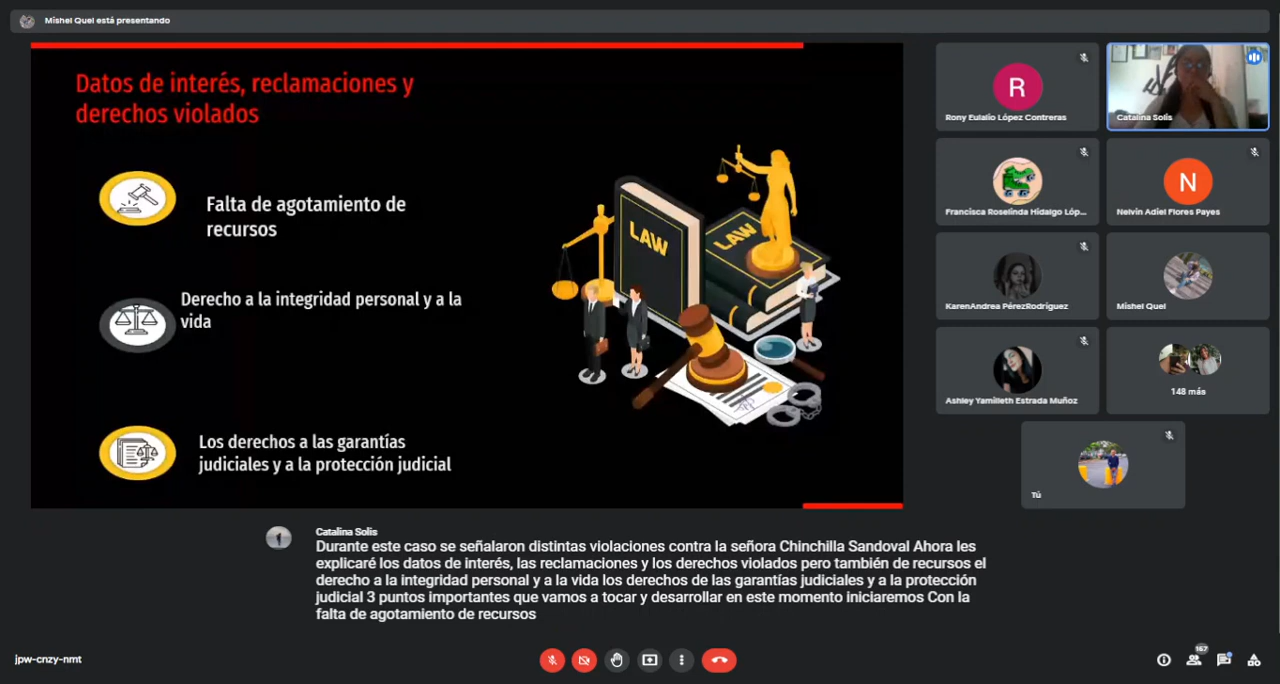 Mishel Quel está presentando
Datos de interés, reclamaciones y
derechos violados
Falta de agotamiento de
recursos
Derecho a la integridad personal y a la
vida
Los derechos a las garantías
judiciales y a la protección judicial
LAW
LAW
R
Rony Eulalio López Contreras
Catalina Solis
Francisca Roselinda Hidalgo Lóp...
N
Nelvin Adiel Flores Payes
KarenAndrea PérezRodríguez
Mishel Quel
Ashley Yamilleth Estrada Muñoz
148 más
Tú
Catalina Solis
Durante este caso se señalaron distintas violaciones contra la señora Chinchilla Sandoval Ahora les
explicaré los datos de interés, las reclamaciones y los derechos violados pero también de recursos el
derecho a la integridad personal y a la vida los derechos de las garantías judiciales y a la protección
judicial 3 puntos importantes que vamos a tocar y desarrollar en este momento iniciaremos Con la
falta de agotamiento de recursos
jpw-cnzy-nmt
167